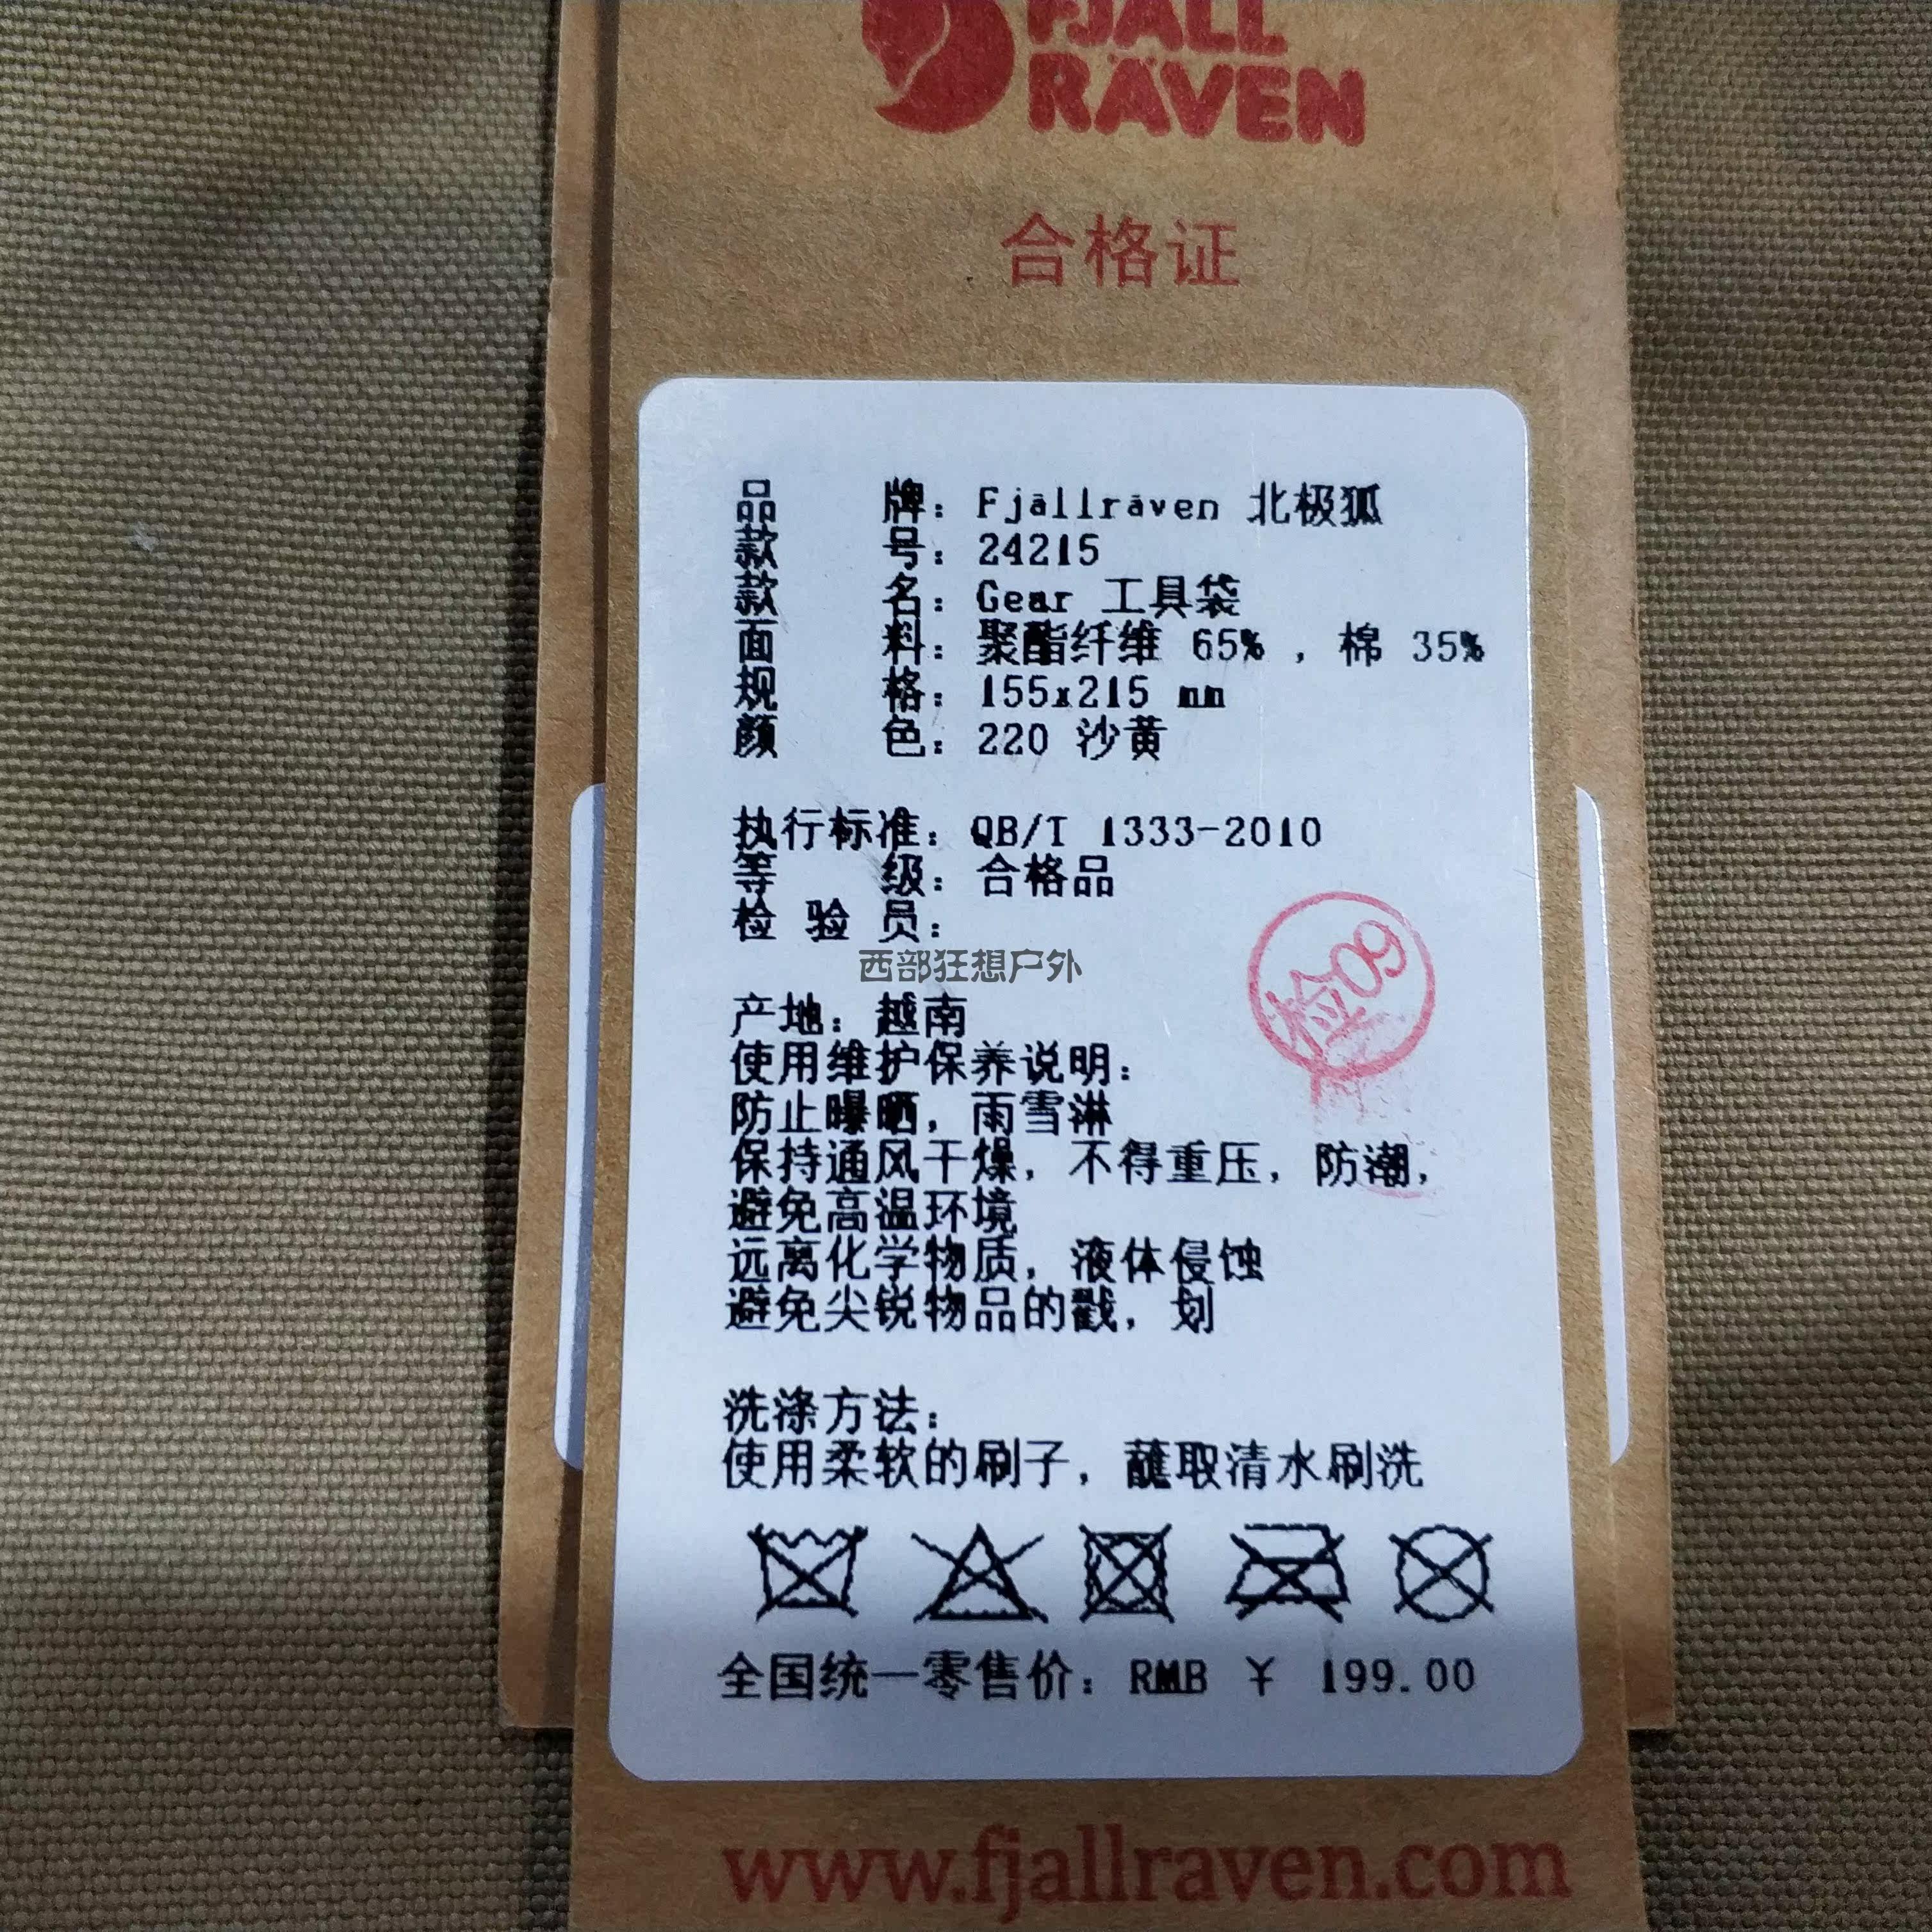 FJALL
RÄVEN
合格证
品 牌：Fjällräven 北极狐
款 号：24215
款 名：Gear 工具袋
面 料：聚酯纤维 65%，棉 35%
规 格：155x215 mm
颜 色：220 沙黄
执行标准：QB/T 1333-2010
等 级：合格品
检 验 员：
检09
西部狂想户外
产地：越南
使用维护保养说明：
防止曝晒，雨雪淋
保持通风干燥，不得重压，防潮，
避免高温环境
远离化学物质，液体侵蚀
避免尖锐物品的戳，划
洗涤方法：
使用柔软的刷子，蘸取清水刷洗
全国统一零售价：RMB ¥ 199.00
www.fjallraven.com